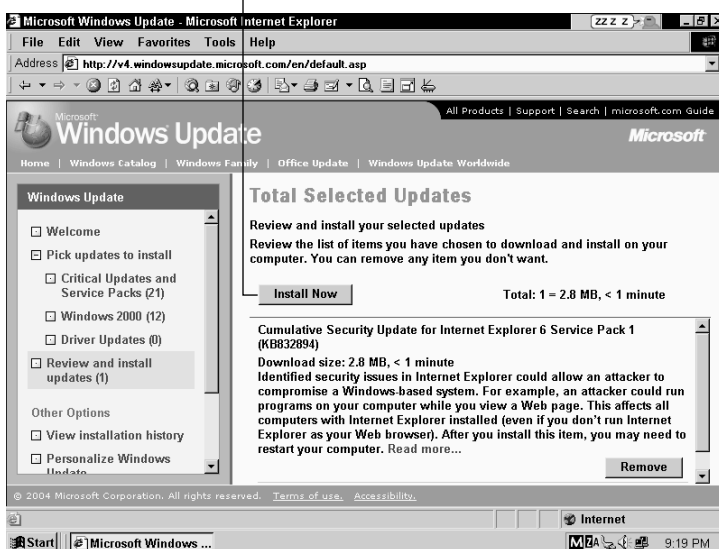 Microsoft Windows Update - Microsoft Internet Explorer
ZZ Z Z
File Edit View Favorites Tools Help
Address http://v4.windowsupdate.microsoft.com/en/default.asp
All Products | Support | Search | microsoft.com Guide
Microsoft
Windows Update
Microsoft
Home | Windows Catalog | Windows Family | Office Update | Windows Update Worldwide
Windows Update
Welcome
Pick updates to install
Critical Updates and
Service Packs (21)
Windows 2000 (12)
Driver Updates (0)
Review and install
updates (1)
Other Options
View installation history
Personalize Windows
Update
Total Selected Updates
Review and install your selected updates
Review the list of items you have chosen to download and install on your
computer. You can remove any item you don't want.
Install Now
Total: 1 = 2.8 MB, < 1 minute
Cumulative Security Update for Internet Explorer 6 Service Pack 1
(KB832894)
Download size: 2.8 MB, < 1 minute
Identified security issues in Internet Explorer could allow an attacker to
compromise a Windows-based system. For example, an attacker could run
programs on your computer while you view a Web page. This affects all
computers with Internet Explorer installed (even if you don't run Internet
Explorer as your Web browser). After you install this item, you may need to
restart your computer. Read more...
Remove
© 2004 Microsoft Corporation. All rights reserved. Terms of use. Accessibility.
Internet
Start
Microsoft Windows ...
9:19 PM